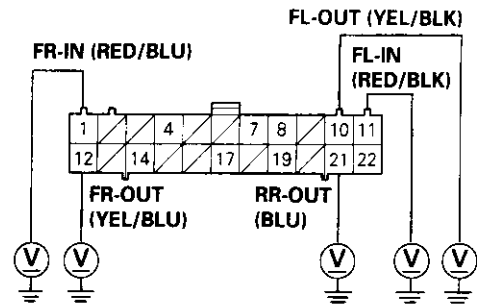 FL-OUT (YEL/BLK)
FR-IN (RED/BLU)
FL-IN
(RED/BLK)
1 4 7 8 10 11
12 14 17 19 21 22
FR-OUT
(YEL/BLU)
RR-OUT
(BLU)
V V V V